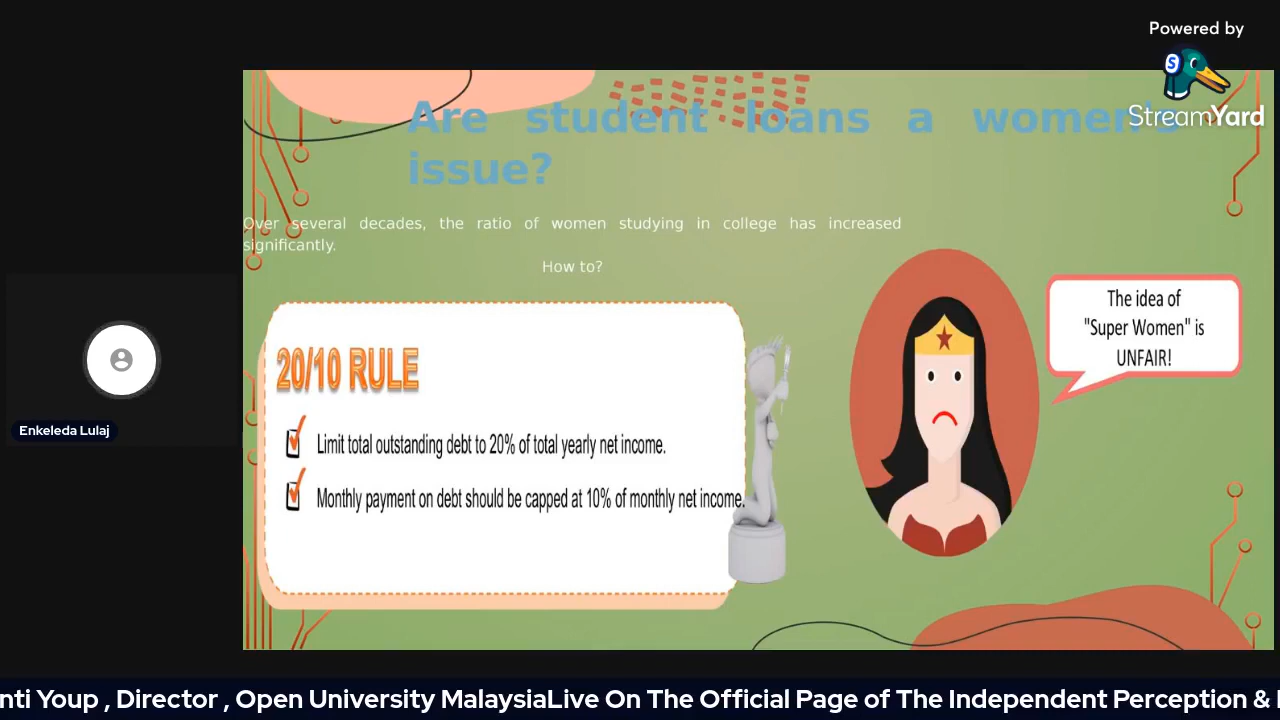 Powered by
StreamYard
Are student loans a women's
issue?
Over several decades, the ratio of women studying in college has increased
significantly.
How to?
20/10 RULE
Limit total outstanding debt to 20% of total yearly net income.
Monthly payment on debt should be capped at 10% of monthly net income.
The idea of
"Super Women" is
UNFAIR!
Enkeleda Lulaj
Youp , Director , Open University MalaysiaLive On The Official Page of The Independent Perception &